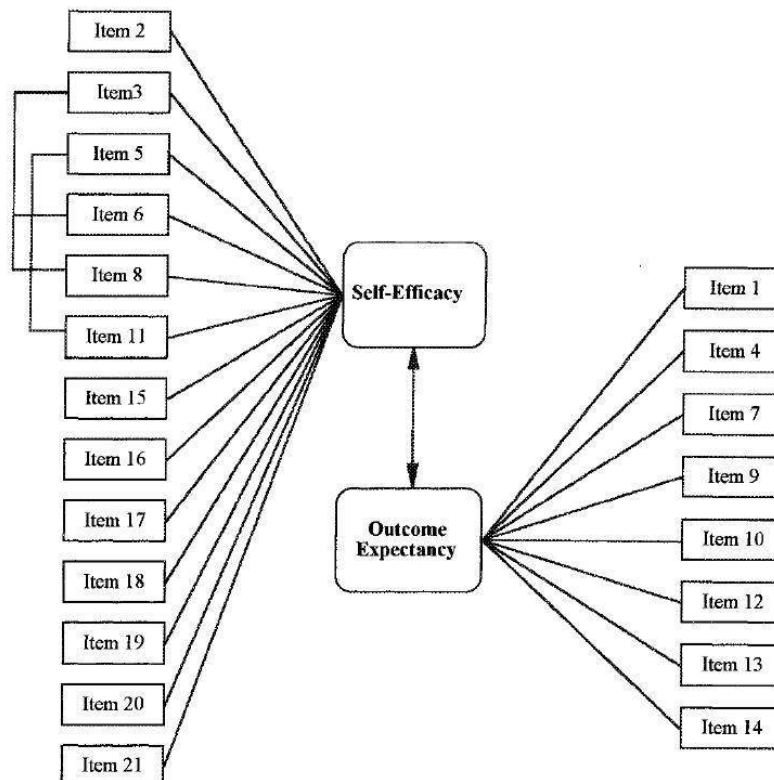 Item 2
Item3
Item 5
Item 6
Item 8
Item 11
Item 15
Item 16
Item 17
Item 18
Item 19
Item 20
Item 21
Self-Efficacy
Outcome
Expectancy
Item 1
Item 4
Item 7
Item 9
Item 10
Item 12
Item 13
Item 14